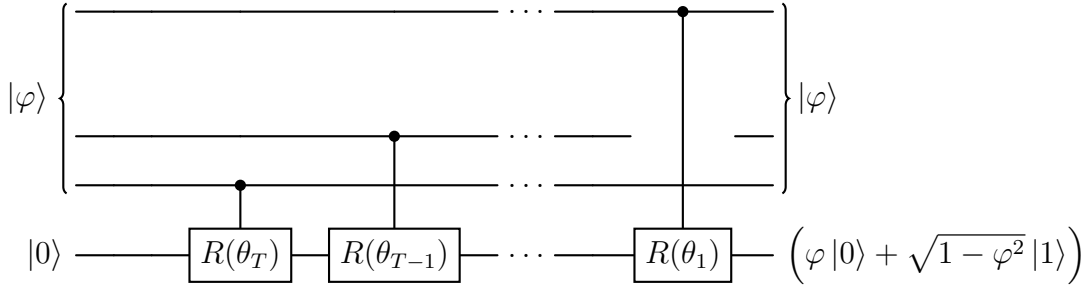 · · ·
|φ⟩ |φ⟩
· · ·
· · ·
|0⟩ R(θ_T) R(θ_{T−1}) · · · R(θ_1) (φ|0⟩ + √(1 − φ²) |1⟩)